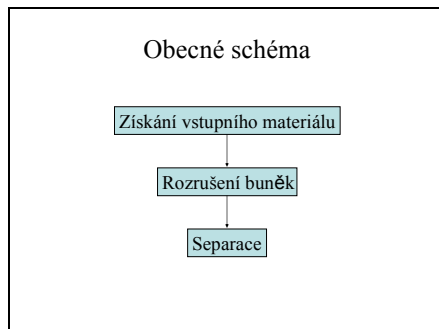 Obecné schéma
Získání vstupního materiálu
Rozrušení buněk
Separace